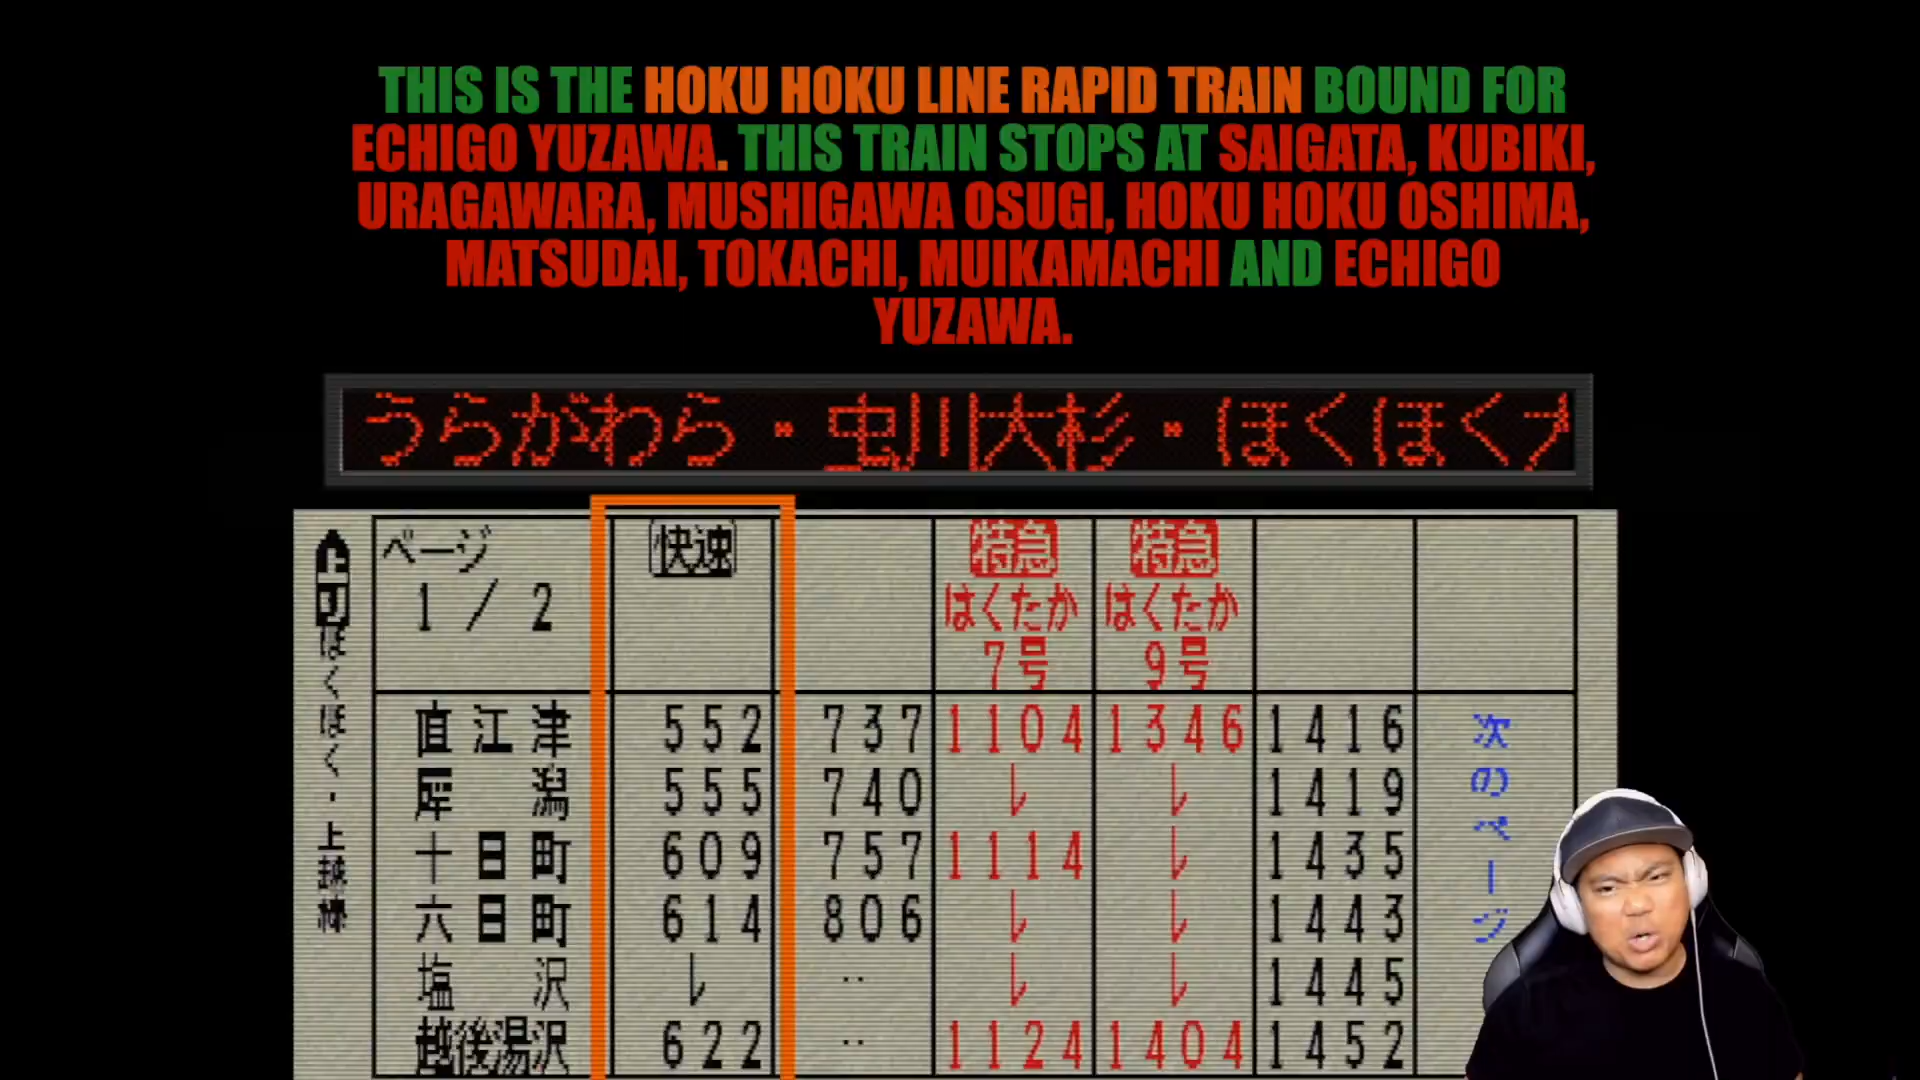 THIS IS THE HOKU HOKU LINE RAPID TRAIN BOUND FOR
ECHIGO YUZAWA. THIS TRAIN STOPS AT SAIGATA, KUBIKI,
URAGAWARA, MUSHIGAWA OSUGI, HOKU HOKU OSHIMA,
MATSUDAI, TOKACHI, MUIKAMACHI AND ECHIGO
YUZAWA.
うらがわら・虫川大杉・ほくほく
上り ほくほく・上越線
ページ 快速 特急 特急
1 / 2 はくたか はくたか
7号 9号
直江津 552 737 1104 1346 1416
犀潟 555 740 レ レ 1419
十日町 609 757 1114 レ 1435
六日町 614 806 レ レ 1443
塩沢 レ ‥ レ レ 1445
越後湯沢 622 ‥ 1124 1404 1452
次のページ